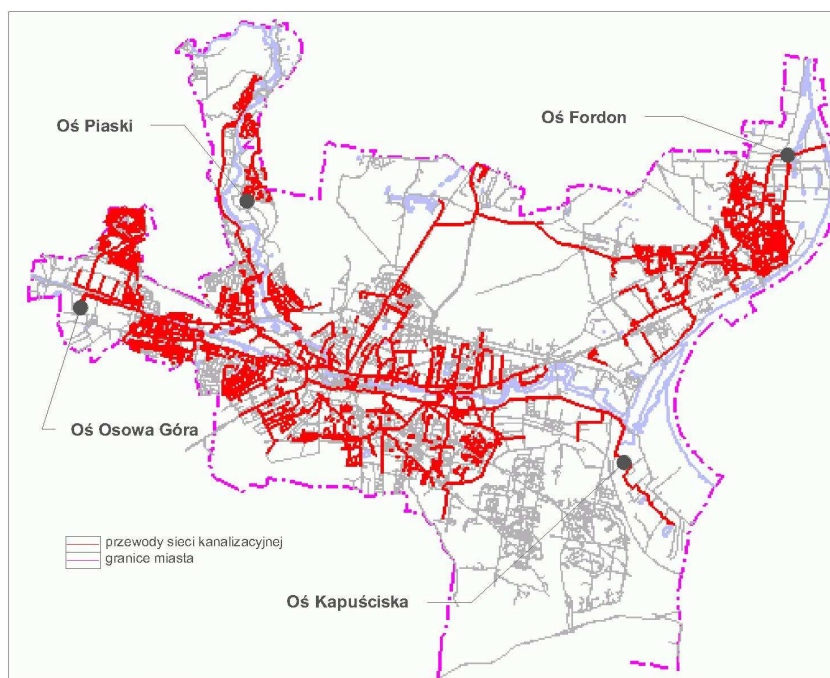 Oś Fordon
Oś Piaski
Oś Osowa Góra
przewody sieci kanalizacyjnej
granice miasta
Oś Kapuściska